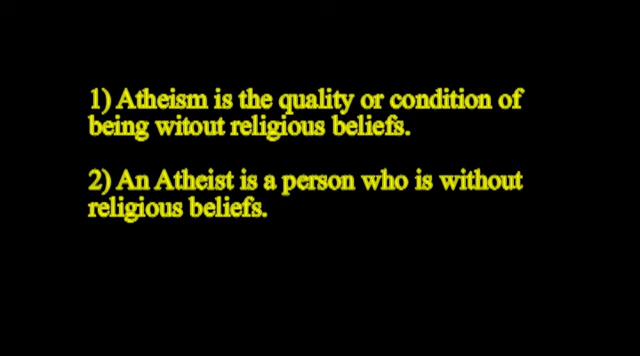 1) Atheism is the quality or condition of
being witout religious beliefs.
2) An Atheist is a person who is without
religious beliefs.